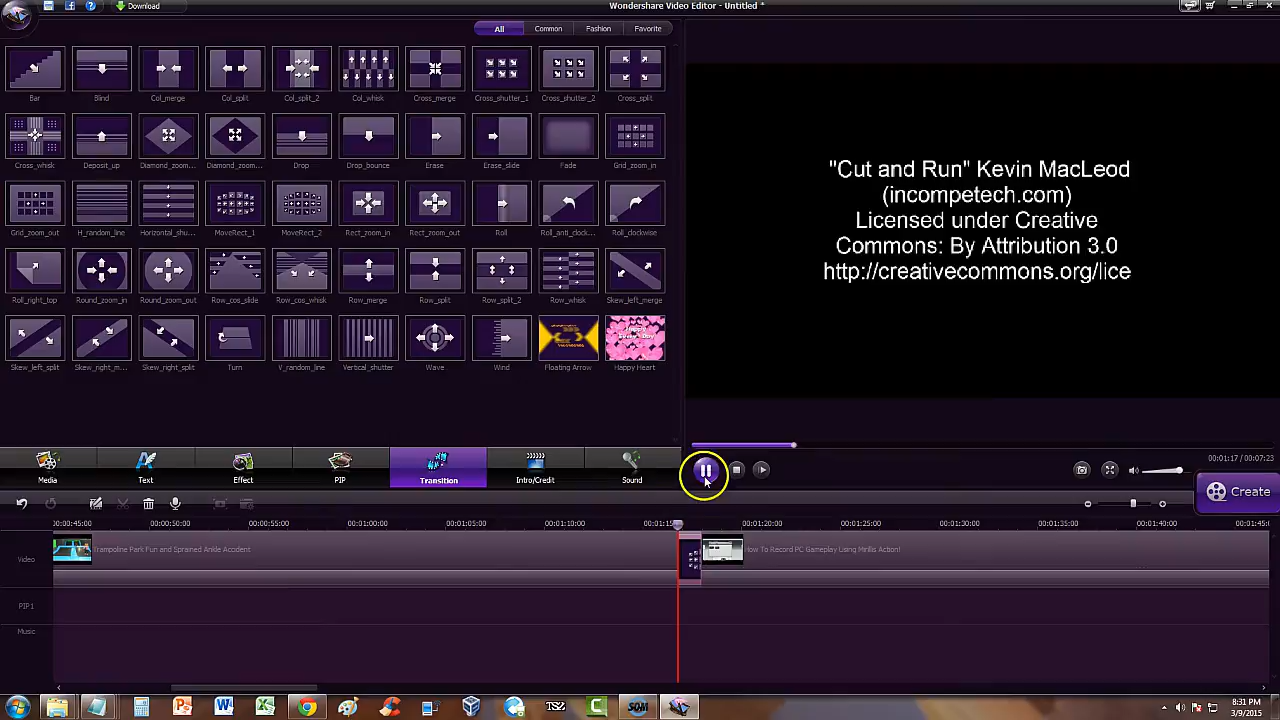 Wondershare Video Editor - Untitled *
Download
All Common Fashion Favorite
Bar Blind Col_merge Col_split Col_split_2 Col_whisk Cross_merge Cross_shutter_1 Cross_shutter_2 Cross_split
Cross_whisk Deposit_up Diamond_zoom... Diamond_zoom... Drop Drop_bounce Erase Erase_slide Fade Grid_zoom_in
Grid_zoom_out H_random_line Horizontal_shu... MoveRect_1 MoveRect_2 Rect_zoom_in Rect_zoom_out Roll Roll_anti_clock... Roll_clockwise
Roll_right_top Round_zoom_in Round_zoom_out Row_cos_slide Row_cos_whisk Row_merge Row_split Row_split_2 Row_whisk Skew_left_merge
Skew_left_split Skew_right_m... Skew_right_split Turn V_random_line Vertical_shutter Wave Wind Floating Arrow Happy Heart
"Cut and Run" Kevin MacLeod
(incompetech.com)
Licensed under Creative
Commons: By Attribution 3.0
http://creativecommons.org/lice
00:01:17 / 00:07:23
Media Text Effect PIP Transition Intro/Credit Sound
Create
00:00:45:00 00:00:50:00 00:00:55:00 00:01:00:00 00:01:05:00 00:01:10:00 00:01:15 00:01:20:00 00:01:25:00 00:01:30:00 00:01:35:00 00:01:40:00 00:01:45:0
Video
Trampoline Park Fun and Sprained Ankle Accident
How To Record PC Gameplay Using Mirillis Action!
PIP1
Music
8:31 PM
3/9/2015